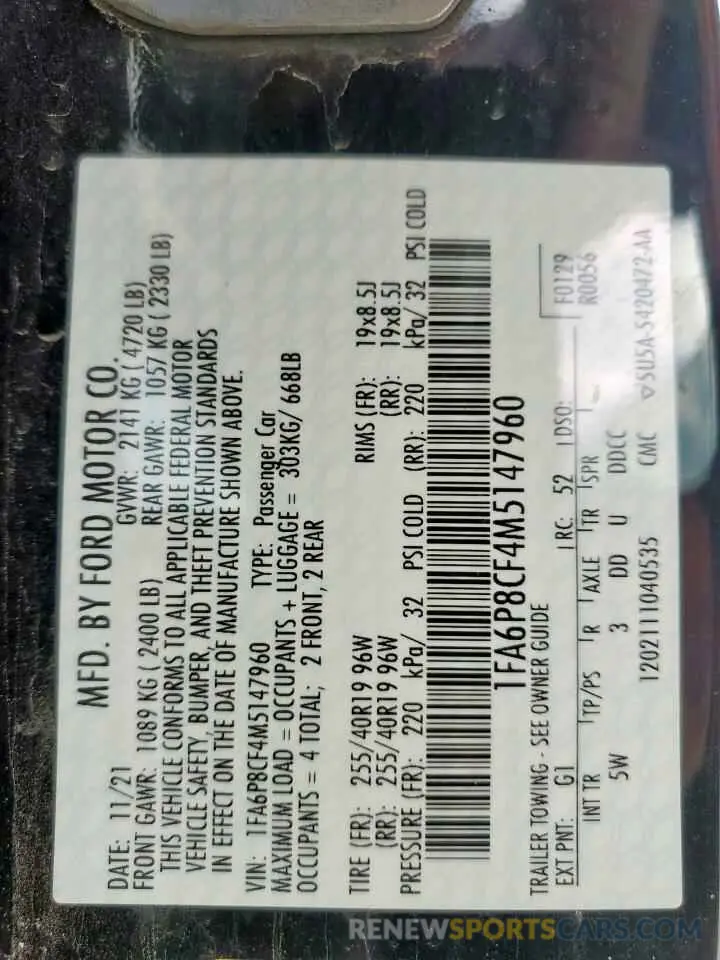 MFD. BY FORD MOTOR CO.
DATE: 11/21 GVWR: 2141 KG ( 4720 LB)
FRONT GAWR: 1089 KG ( 2400 LB) REAR GAWR: 1057 KG ( 2330 LB)
THIS VEHICLE CONFORMS TO ALL APPLICABLE FEDERAL MOTOR
VEHICLE SAFETY, BUMPER, AND THEFT PREVENTION STANDARDS
IN EFFECT ON THE DATE OF MANUFACTURE SHOWN ABOVE.
VIN: 1FA6P8CF4M5147960 TYPE: Passenger Car
MAXIMUM LOAD = OCCUPANTS + LUGGAGE = 303KG/ 668LB
OCCUPANTS = 4 TOTAL; 2 FRONT, 2 REAR
TIRE (FR): 255/40R19 96W RIMS (FR): 19x8.5J
(RR): 255/40R19 96W (RR): 19x8.5J
PRESSURE (FR): 220 kPa/ 32 PSI COLD (RR): 220 kPa/ 32 PSI COLD
1FA6P8CF4M5147960
TRAILER TOWING - SEE OWNER GUIDE
F0129
EXT PNT: G1 RC: 52 DSO: R0056
INT TR TP/PS R AXLE TR SPR
5W 3 DD U DDCC
1202111040535 CMC SU5A-5420472-AA
RENEWSPORTSCARS.COM